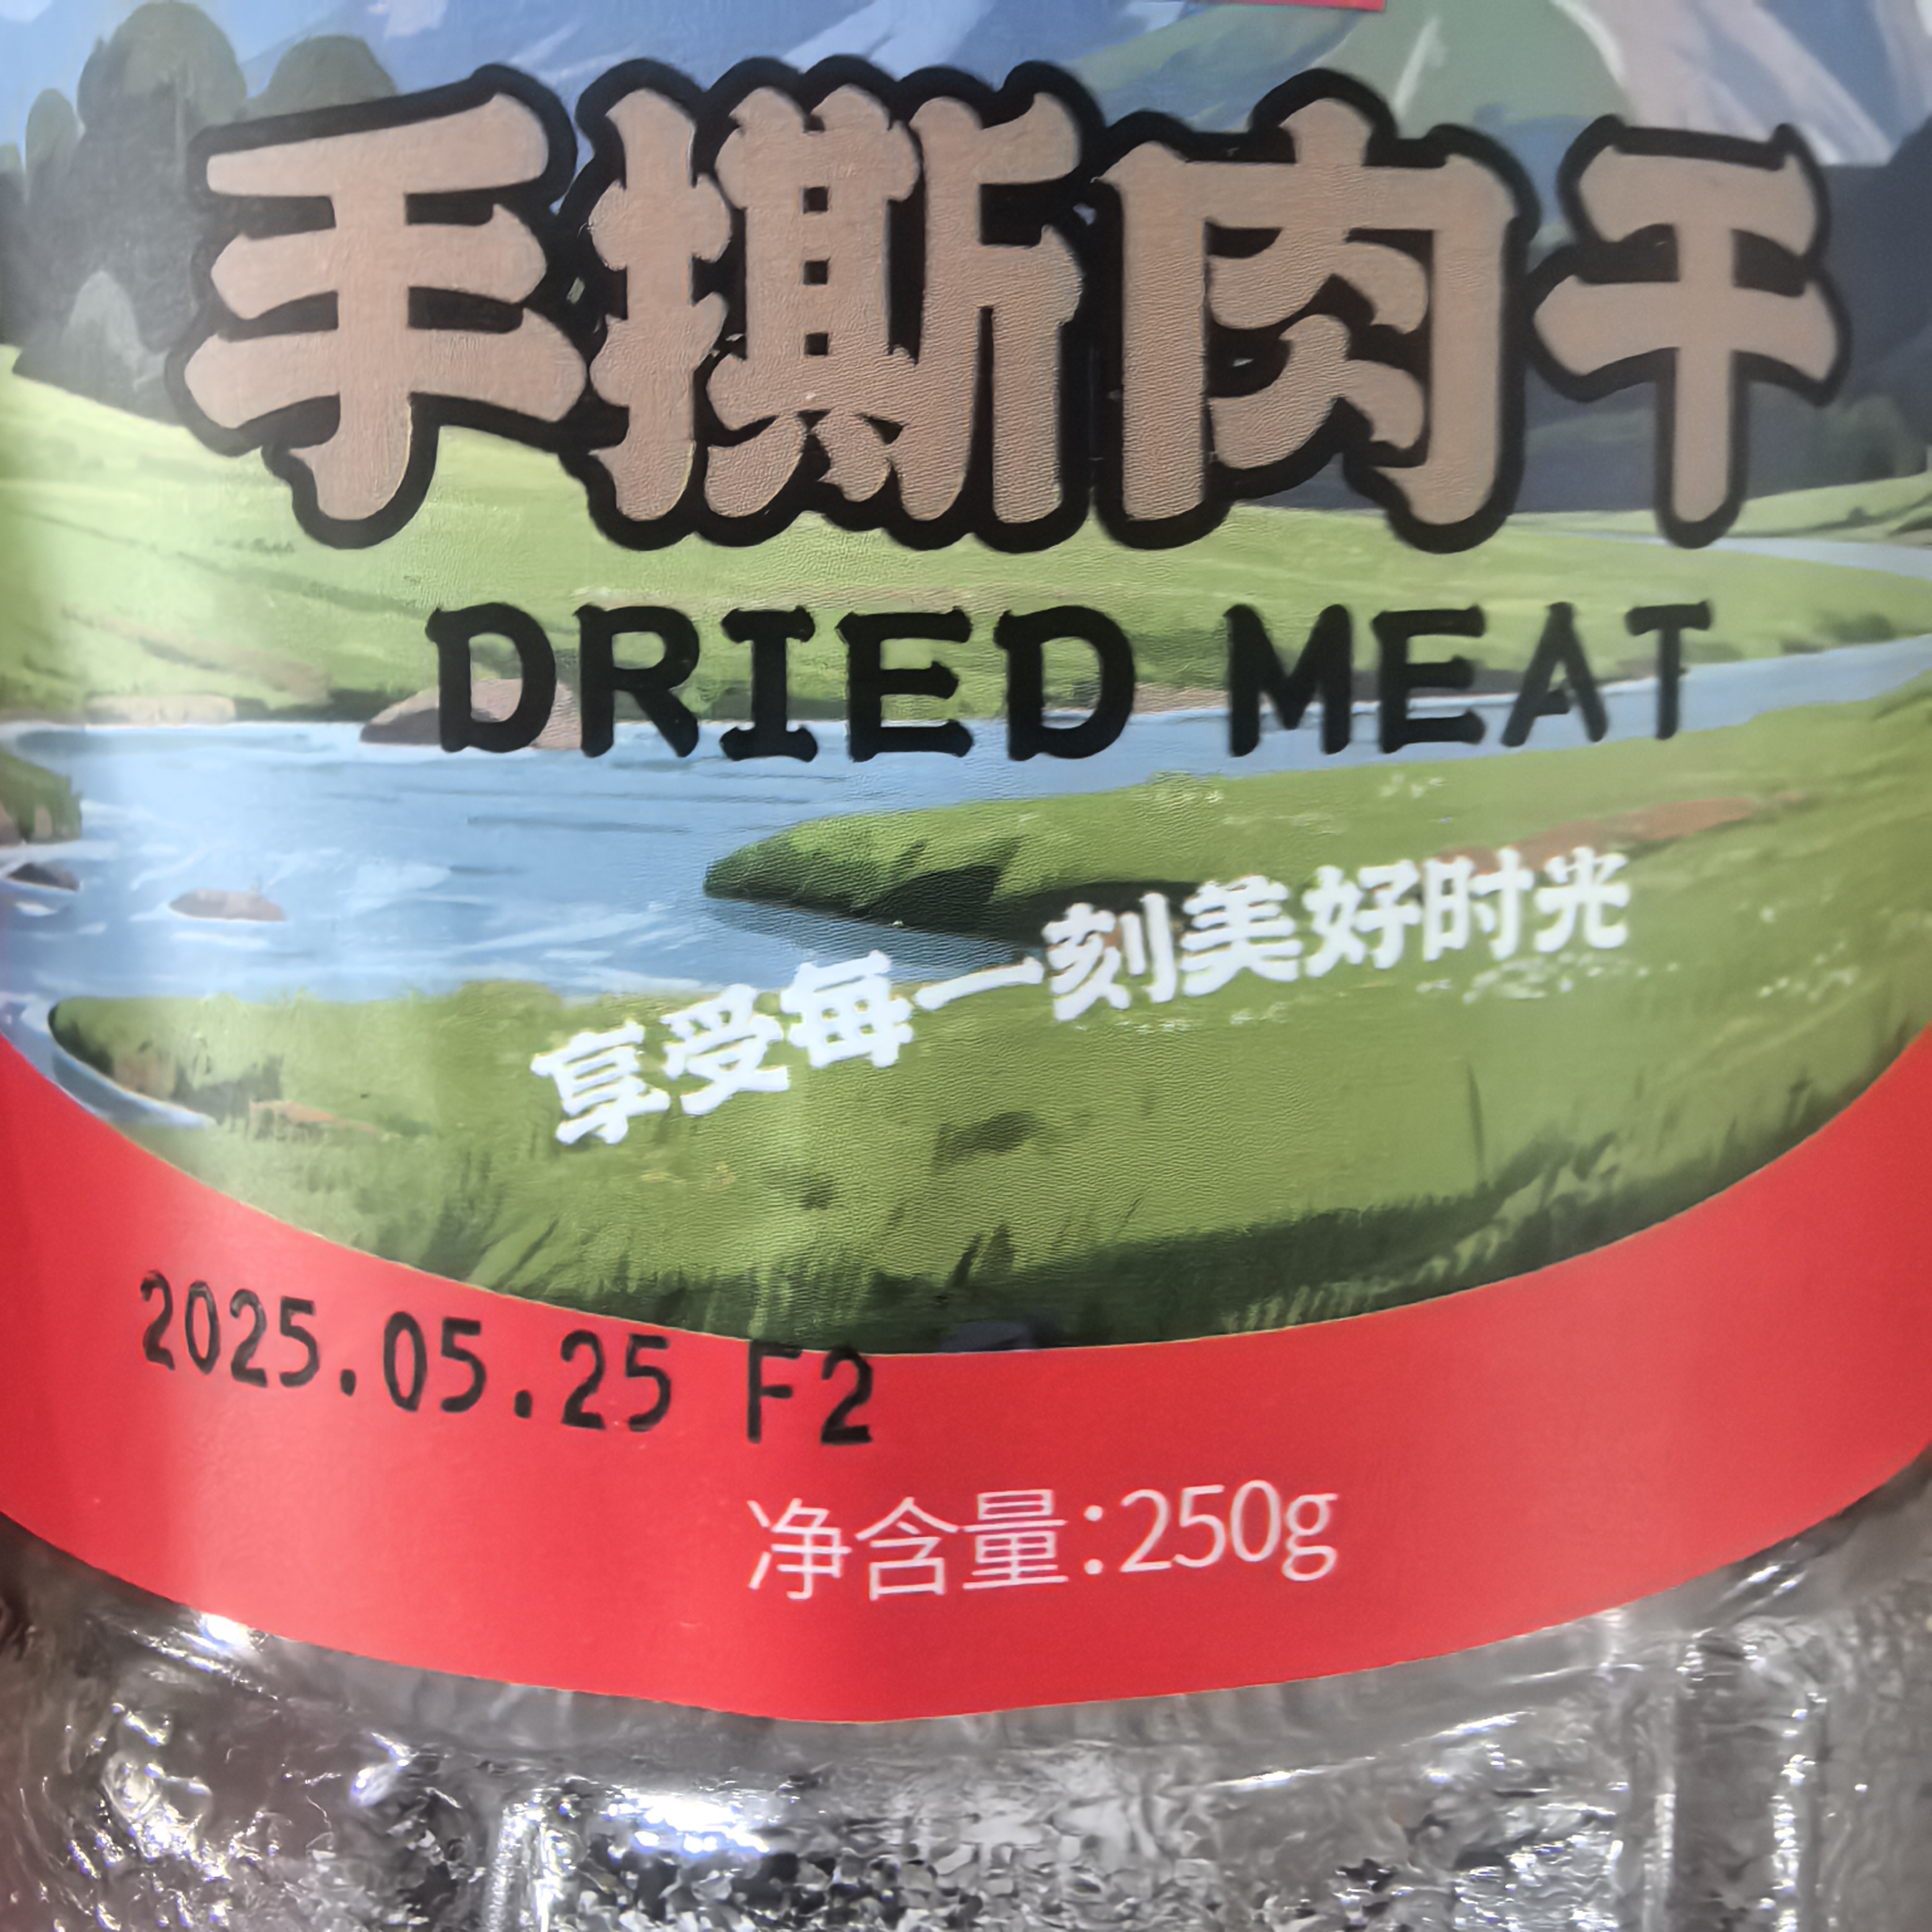 手撕肉干
DRIED MEAT
享受每一刻美好时光
2025.05.25 F2
净含量:250g